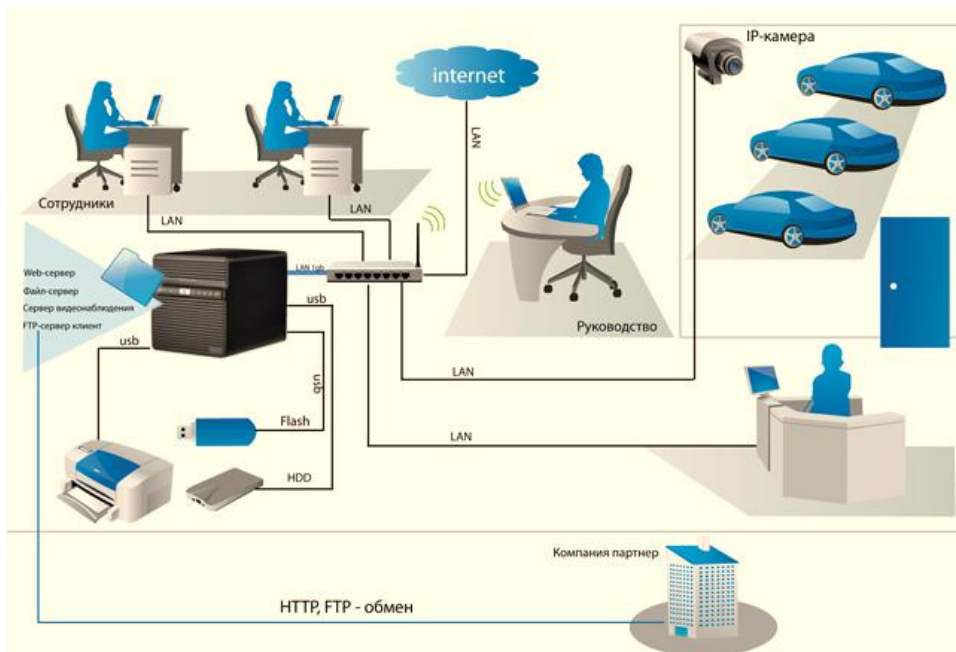 IP-камера
internet
LAN
Сотрудники
LAN
LAN
LAN 1gb
Web-сервер
Файл-сервер
Сервер видеонаблюдения
FTP-сервер клиент
usb
usb
usb
Руководство
LAN
Flash
LAN
HDD
Компания партнер
HTTP, FTP - обмен